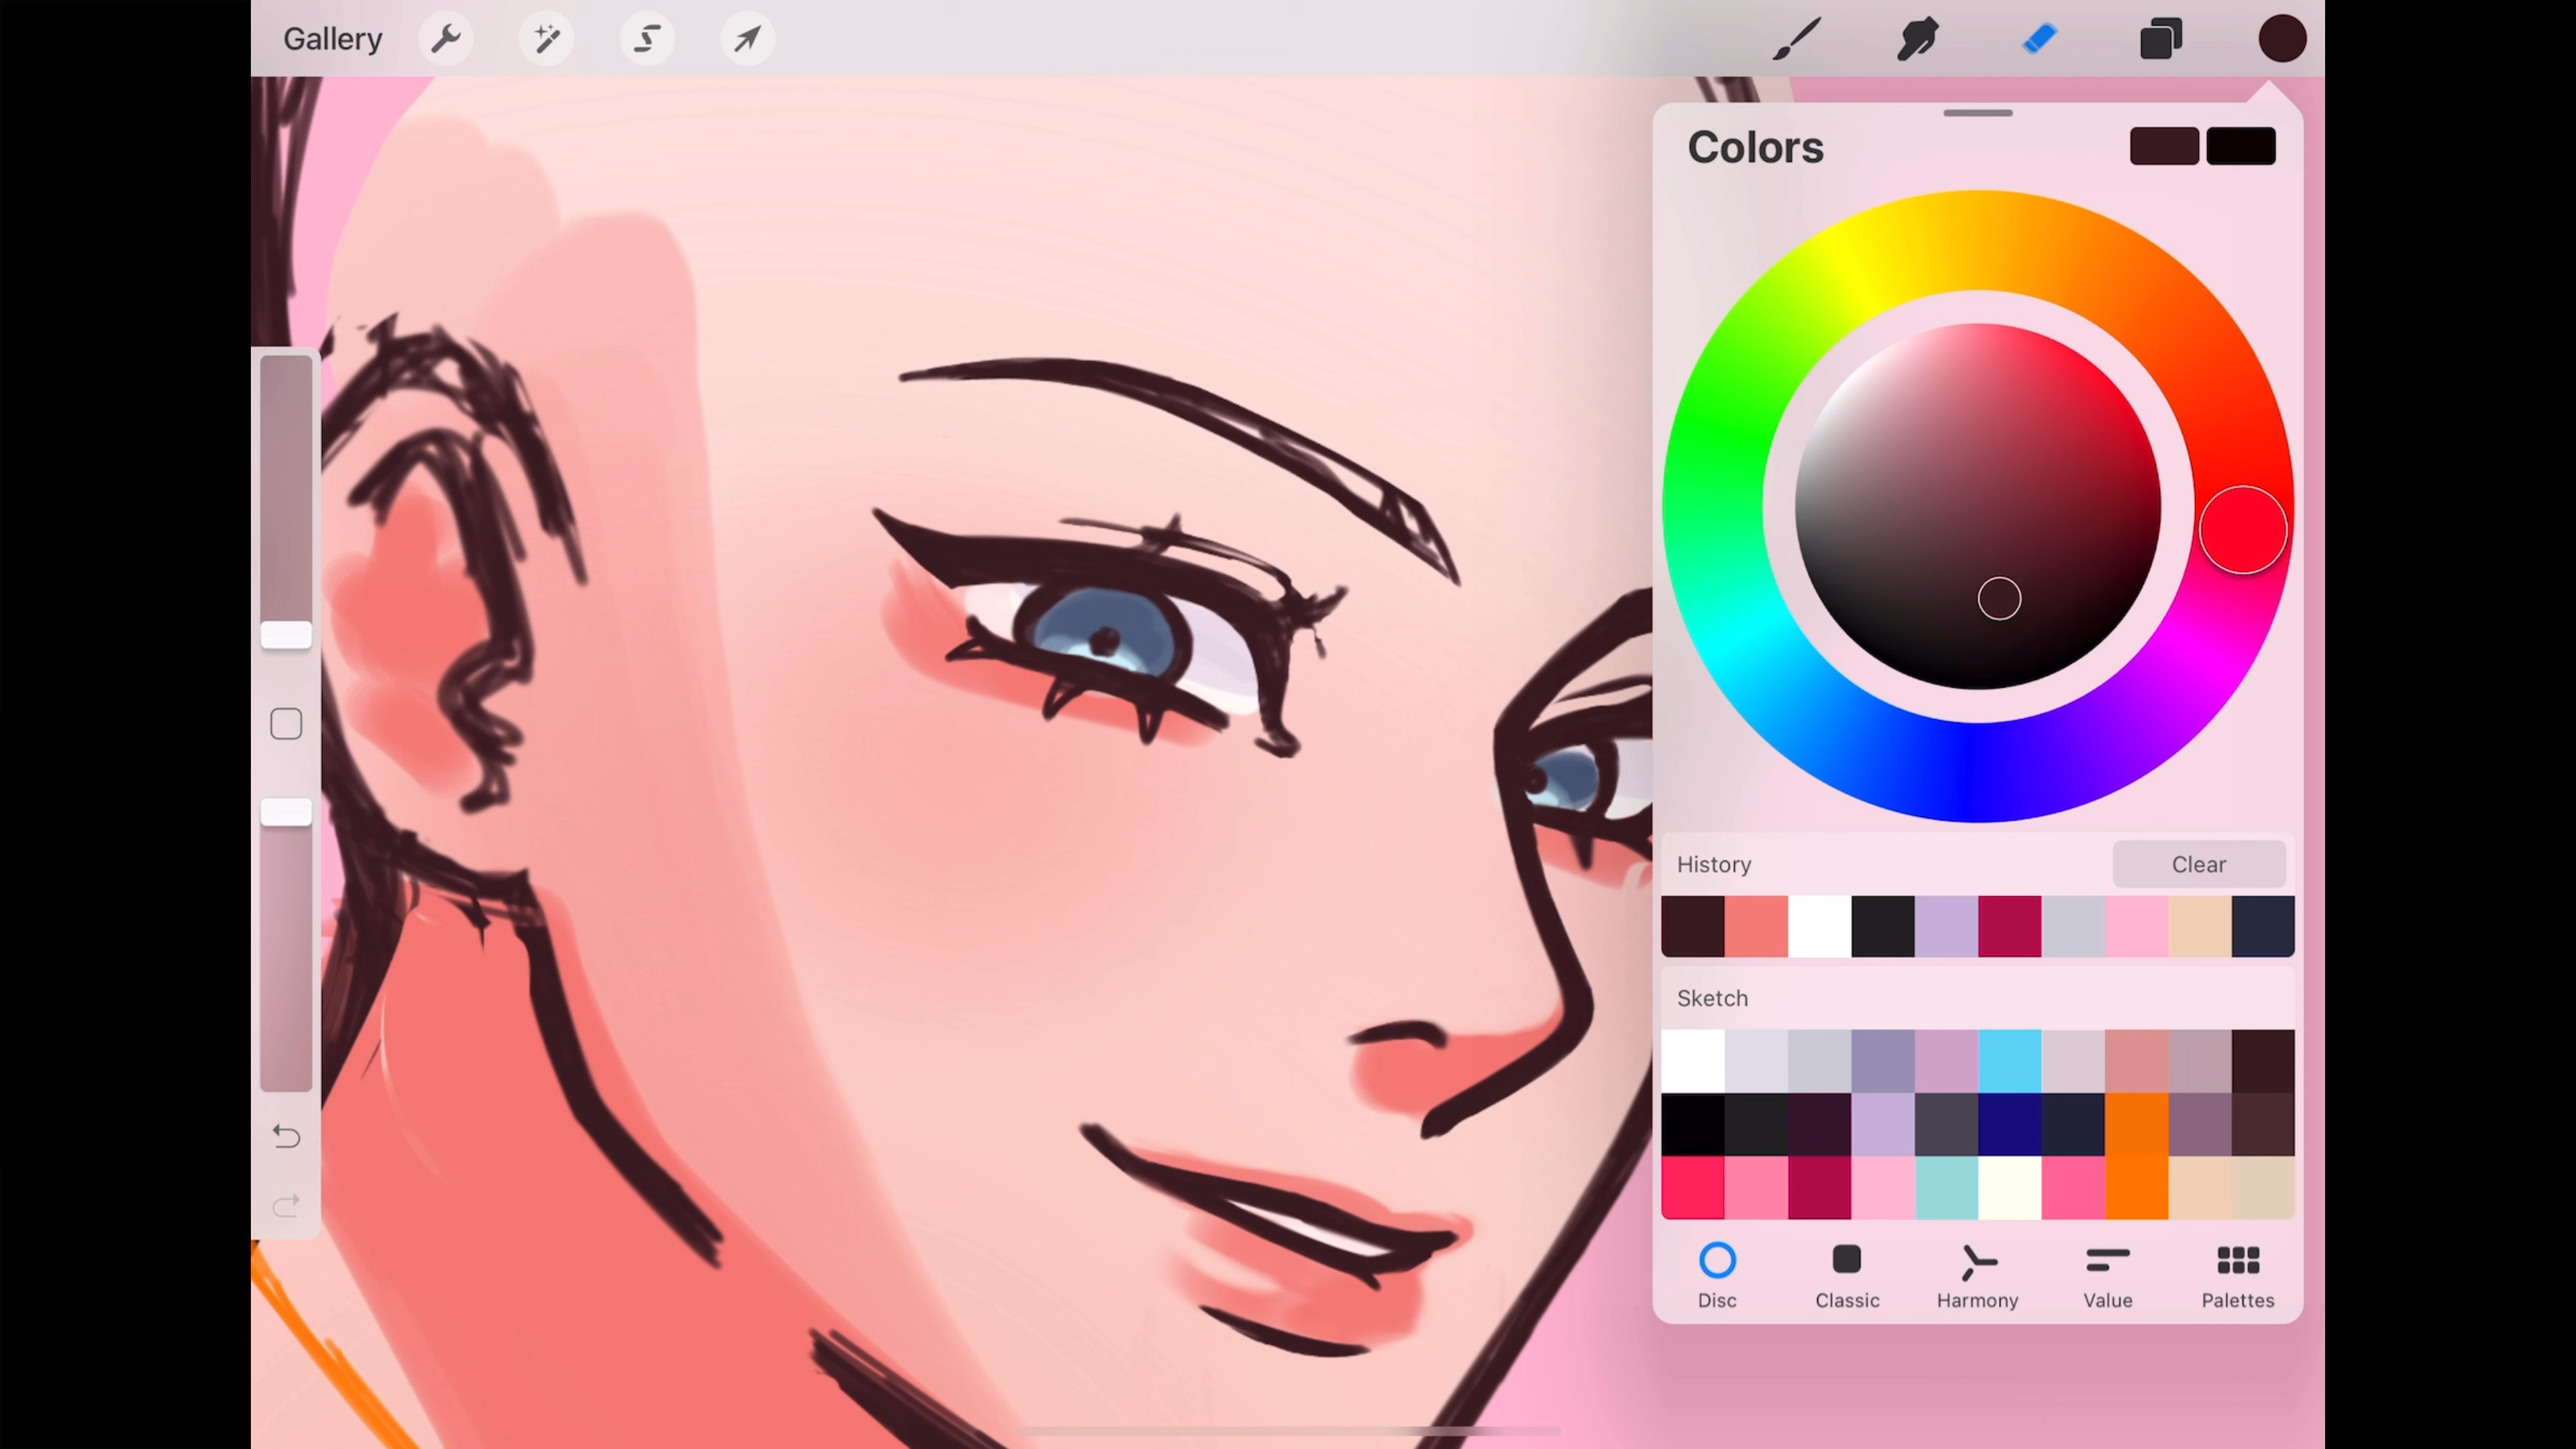 Gallery
Colors
History
Clear
Sketch
Disc
Classic
Harmony
Value
Palettes